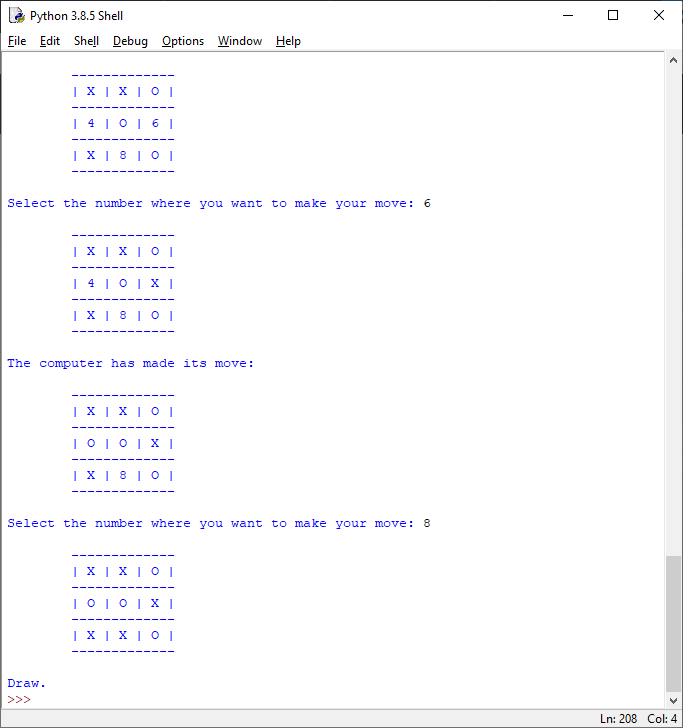 Python 3.8.5 Shell
File Edit Shell Debug Options Window Help
-------------
| X | X | O |
-------------
| 4 | O | 6 |
-------------
| X | 8 | O |
-------------
Select the number where you want to make your move: 6
-------------
| X | X | O |
-------------
| 4 | O | X |
-------------
| X | 8 | O |
-------------
The computer has made its move:
-------------
| X | X | O |
-------------
| O | O | X |
-------------
| X | 8 | O |
-------------
Select the number where you want to make your move: 8
-------------
| X | X | O |
-------------
| O | O | X |
-------------
| X | X | O |
-------------
Draw.
>>>
Ln: 208 Col: 4